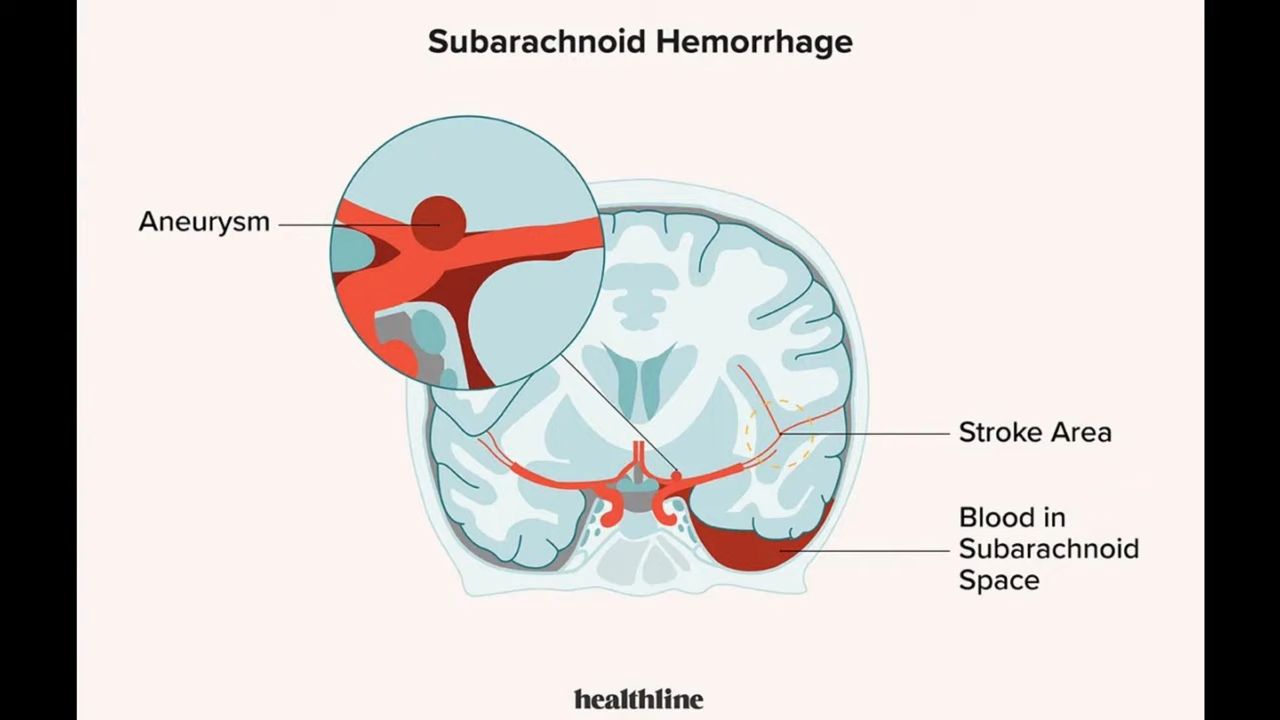 Subarachnoid Hemorrhage
Aneurysm
Stroke Area
Blood in
Subarachnoid
Space
healthline